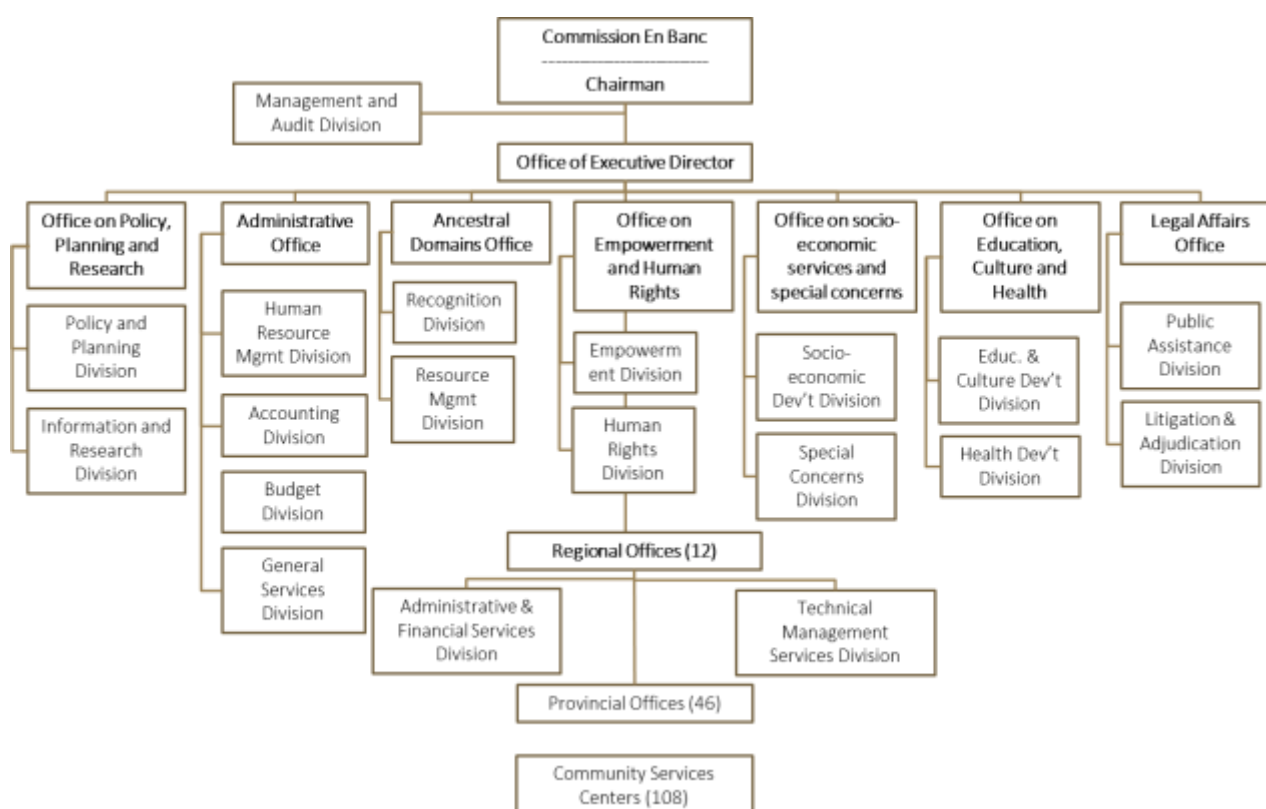 Commission En Banc
----------------------------
Chairman
Management and
Audit Division
Office of Executive Director
Office on Policy,
Planning and
Research
Administrative
Office
Ancestral
Domains Office
Office on
Empowerment
and Human
Rights
Office on socio-
economic
services and
special concerns
Office on
Education,
Culture and
Health
Legal Affairs
Office
Policy and
Planning
Division
Information and
Research
Division
Human
Resource
Mgmt Division
Accounting
Division
Budget
Division
General
Services
Division
Recognition
Division
Resource
Mgmt
Division
Empowerm
ent Division
Human
Rights
Division
Socio-
economic
Dev't Division
Special
Concerns
Division
Educ. &
Culture Dev't
Division
Health Dev't
Division
Public
Assistance
Division
Litigation &
Adjudication
Division
Regional Offices (12)
Administrative &
Financial Services
Division
Technical
Management
Services Division
Provincial Offices (46)
Community Services
Centers (108)